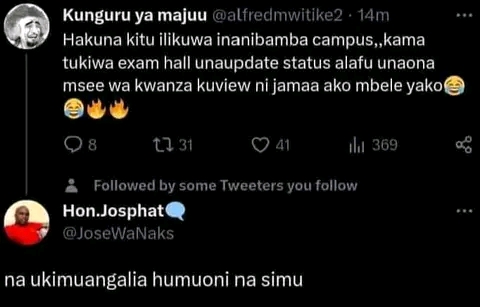 Kunguru ya majuu @alfredmwitike2 · 14m
Hakuna kitu ilikuwa inanibamba campus,,kama
tukiwa exam hall unaupdate status alafu unaona
msee wa kwanza kuview ni jamaa ako mbele yako😂
😂🔥🔥
8 31 41 369
Followed by some Tweeters you follow
Hon.Josphat🗨️
@JoseWaNaks
na ukimuangalia humuoni na simu